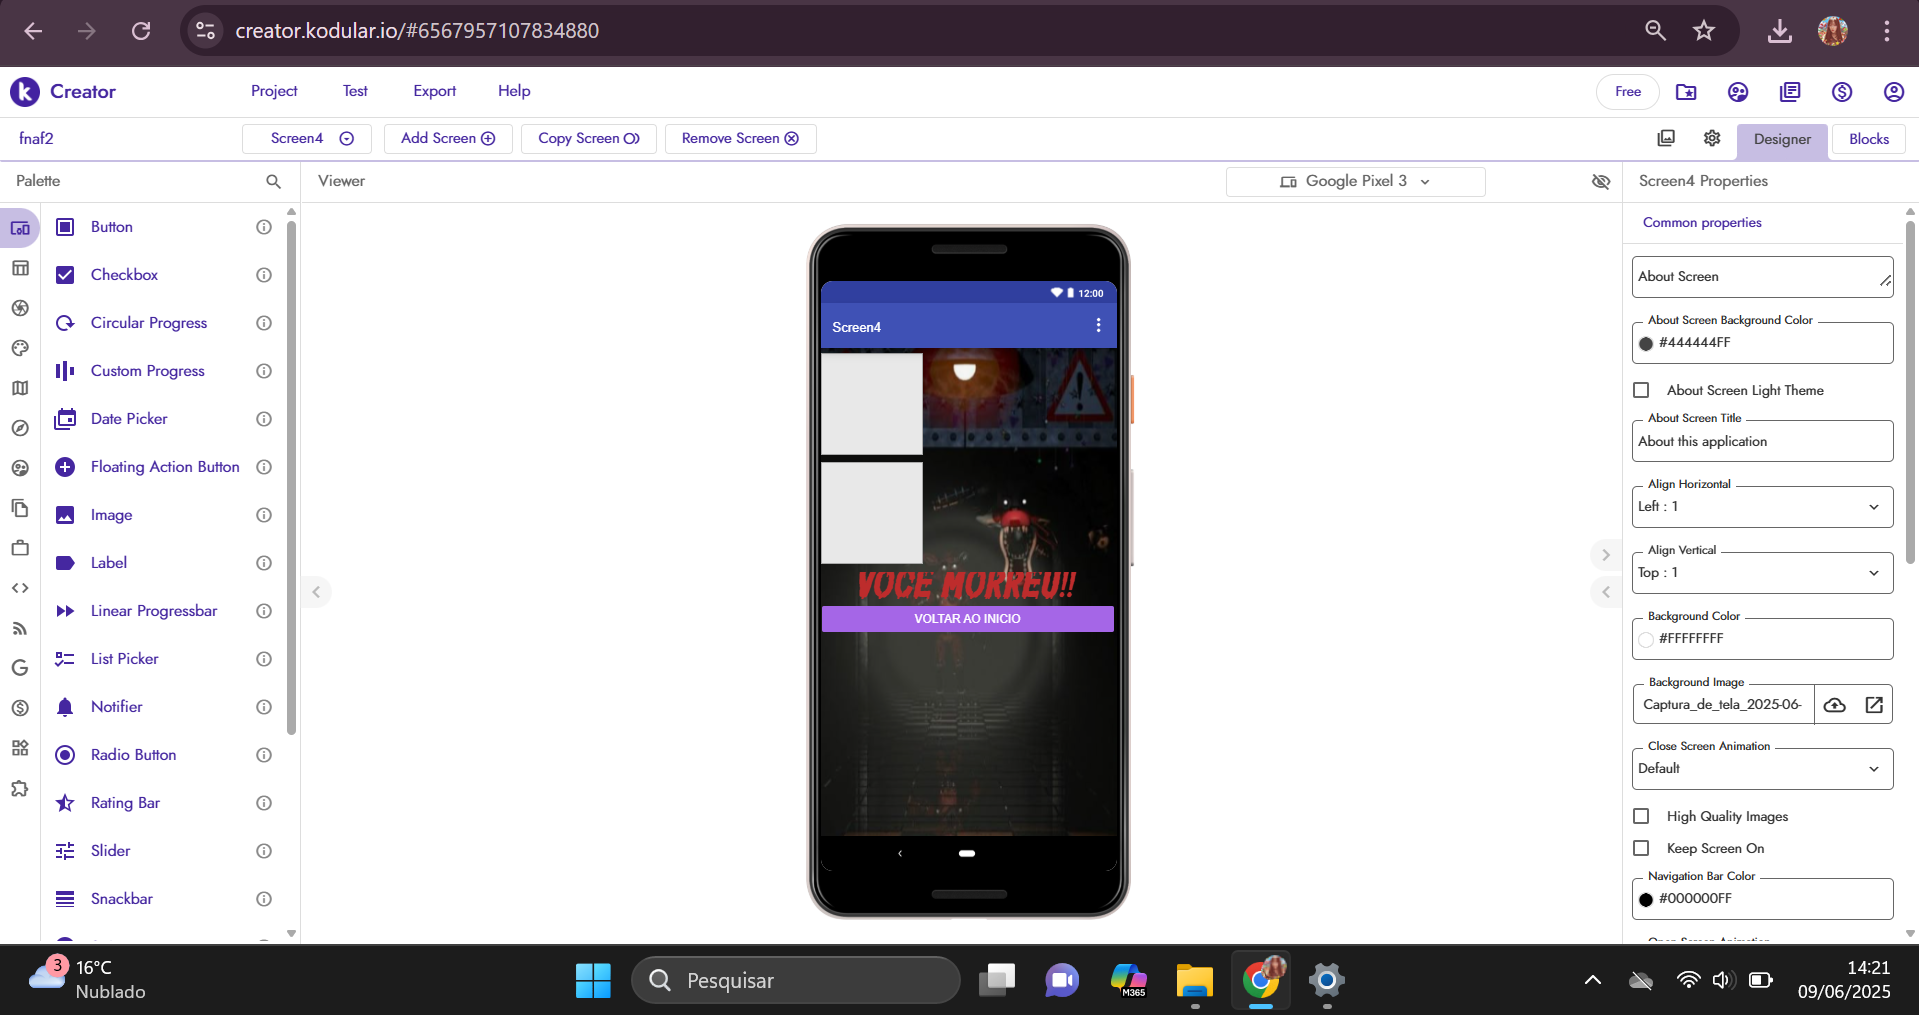 creator.kodular.io/#6567957107834880
Creator
Project
Test
Export
Help
Free
fnaf2
Screen4
Add Screen
Copy Screen
Remove Screen
Designer
Blocks
Palette
Viewer
Google Pixel 3
Screen4 Properties
Button
Checkbox
Circular Progress
Custom Progress
Date Picker
Floating Action Button
Image
Label
Linear Progressbar
List Picker
Notifier
Radio Button
Rating Bar
Slider
Snackbar
12:00
Screen4
VOCE MORREU!!
VOLTAR AO INICIO
Common properties
About Screen
About Screen Background Color
#444444FF
About Screen Light Theme
About Screen Title
About this application
Align Horizontal
Left : 1
Align Vertical
Top : 1
Background Color
#FFFFFFFF
Background Image
Captura_de_tela_2025-06-
Close Screen Animation
Default
High Quality Images
Keep Screen On
Navigation Bar Color
#000000FF
Open Screen Animation
3
16°C
Nublado
Pesquisar
M365
14:21
09/06/2025